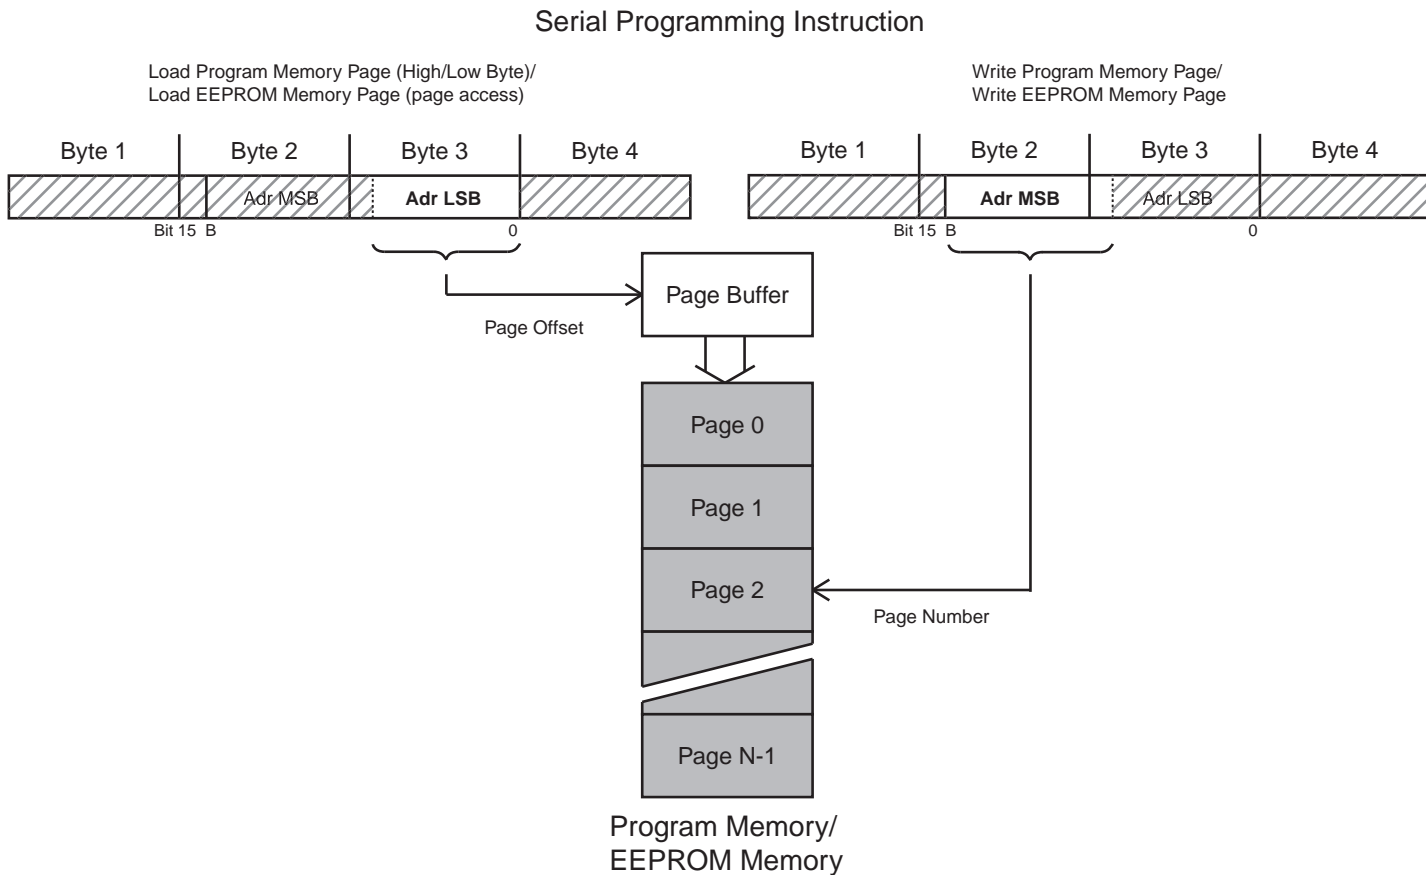 Serial Programming Instruction
Load Program Memory Page (High/Low Byte)/
Load EEPROM Memory Page (page access)
Write Program Memory Page/
Write EEPROM Memory Page
Byte 1 Byte 2 Byte 3 Byte 4
Byte 1 Byte 2 Byte 3 Byte 4
Adr MSB Adr LSB
Adr MSB Adr LSB
Bit 15 B 0
Bit 15 B 0
Page Buffer
Page Offset
Page 0
Page 1
Page 2
Page Number
Page N-1
Program Memory/
EEPROM Memory